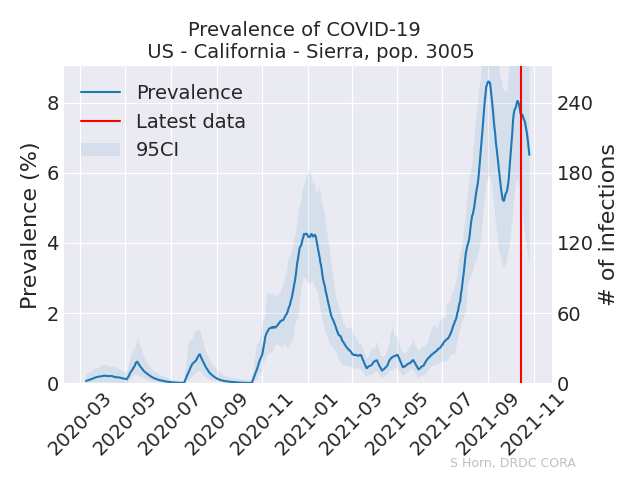 Prevalence of COVID-19
US - California - Sierra, pop. 3005
Prevalence
Latest data
95CI
Prevalence (%)
8
6
4
2
0
# of infections
240
180
120
60
0
2020-03
2020-05
2020-07
2020-09
2020-11
2021-01
2021-03
2021-05
2021-07
2021-09
2021-11
S Horn, DRDC CORA